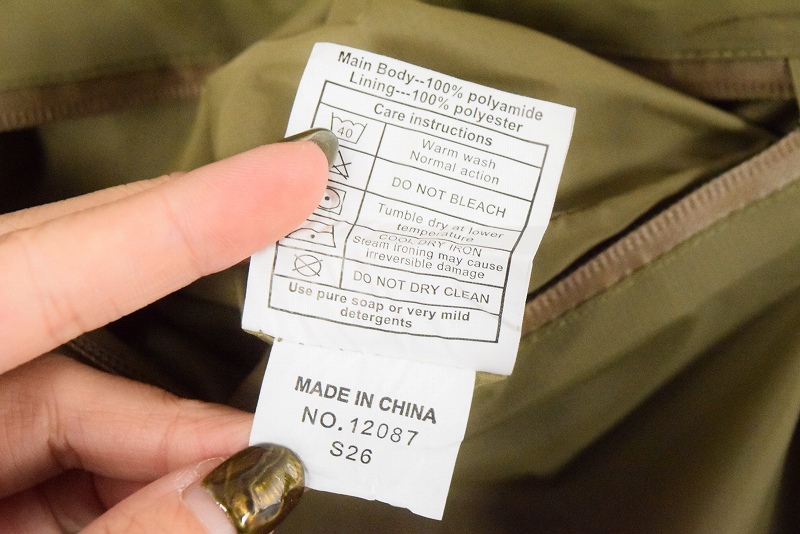 Main Body--100% polyamide
Lining---100% polyester
Care instructions
40
Warm wash
Normal action
DO NOT BLEACH
Tumble dry at lower
temperature
COOL DRY IRON
Steam ironing may cause
irreversible damage
DO NOT DRY CLEAN
Use pure soap or very mild
detergents
MADE IN CHINA
NO.12087
S26